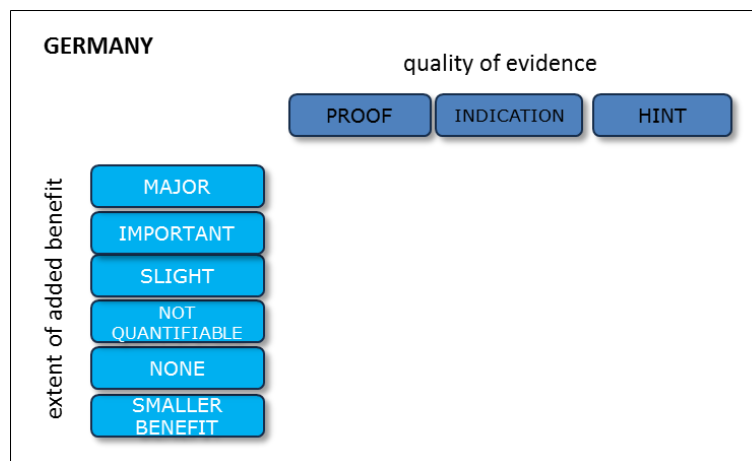 GERMANY
quality of evidence
PROOF
INDICATION
HINT
extent of added benefit
MAJOR
IMPORTANT
SLIGHT
NOT
QUANTIFIABLE
NONE
SMALLER
BENEFIT